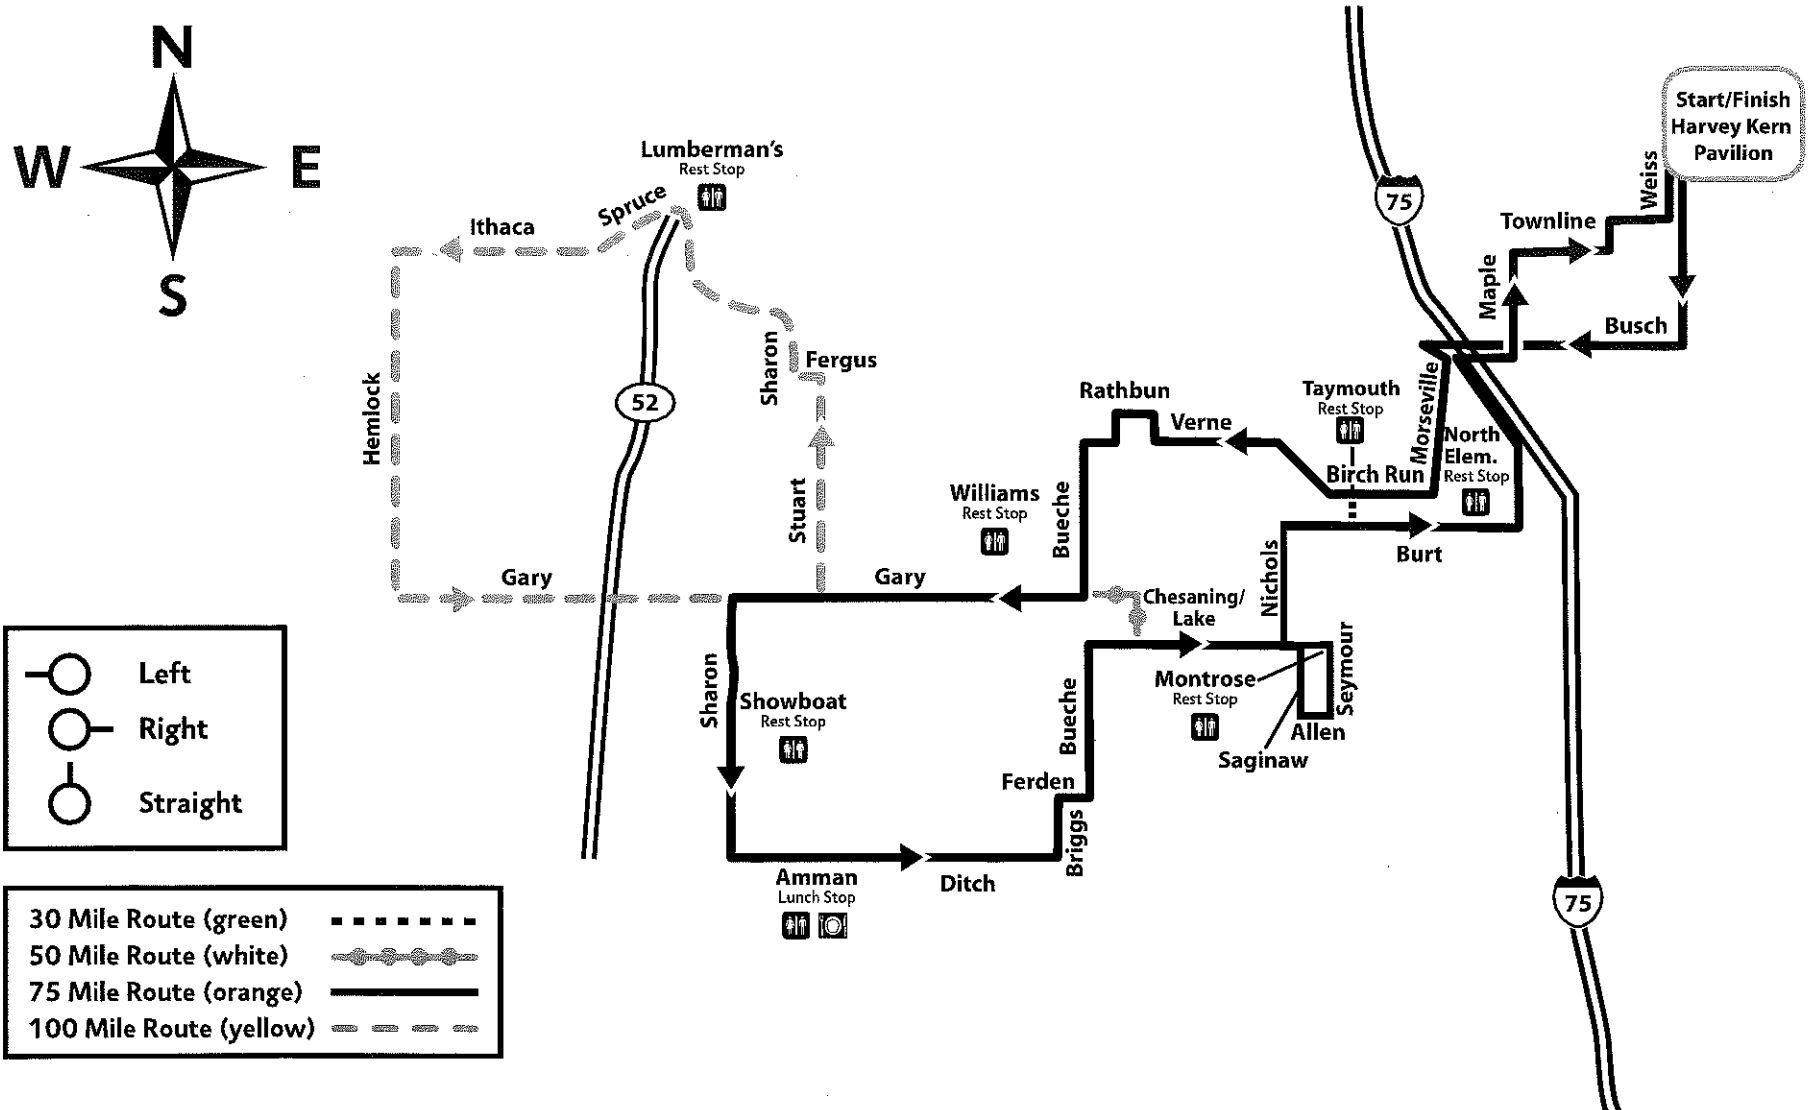 N
W
E
S
Lumberman's
Rest Stop
Spruce
Ithaca
Hemlock
Gary
52
Sharon
Fergus
Stuart
Gary
75
Start/Finish
Harvey Kern
Pavilion
Weiss
Townline
Maple
Busch
Rathbun
Verne
Taymouth
Rest Stop
Morseville
North
Elem.
Rest Stop
Birch Run
Williams
Rest Stop
Bueche
Burt
Nichols
Chesaning/
Lake
Seymour
Montrose
Rest Stop
Allen
Saginaw
Sharon
Showboat
Rest Stop
Bueche
Ferden
Briggs
Amman
Lunch Stop
Ditch
75
Left
Right
Straight
30 Mile Route (green)
50 Mile Route (white)
75 Mile Route (orange)
100 Mile Route (yellow)